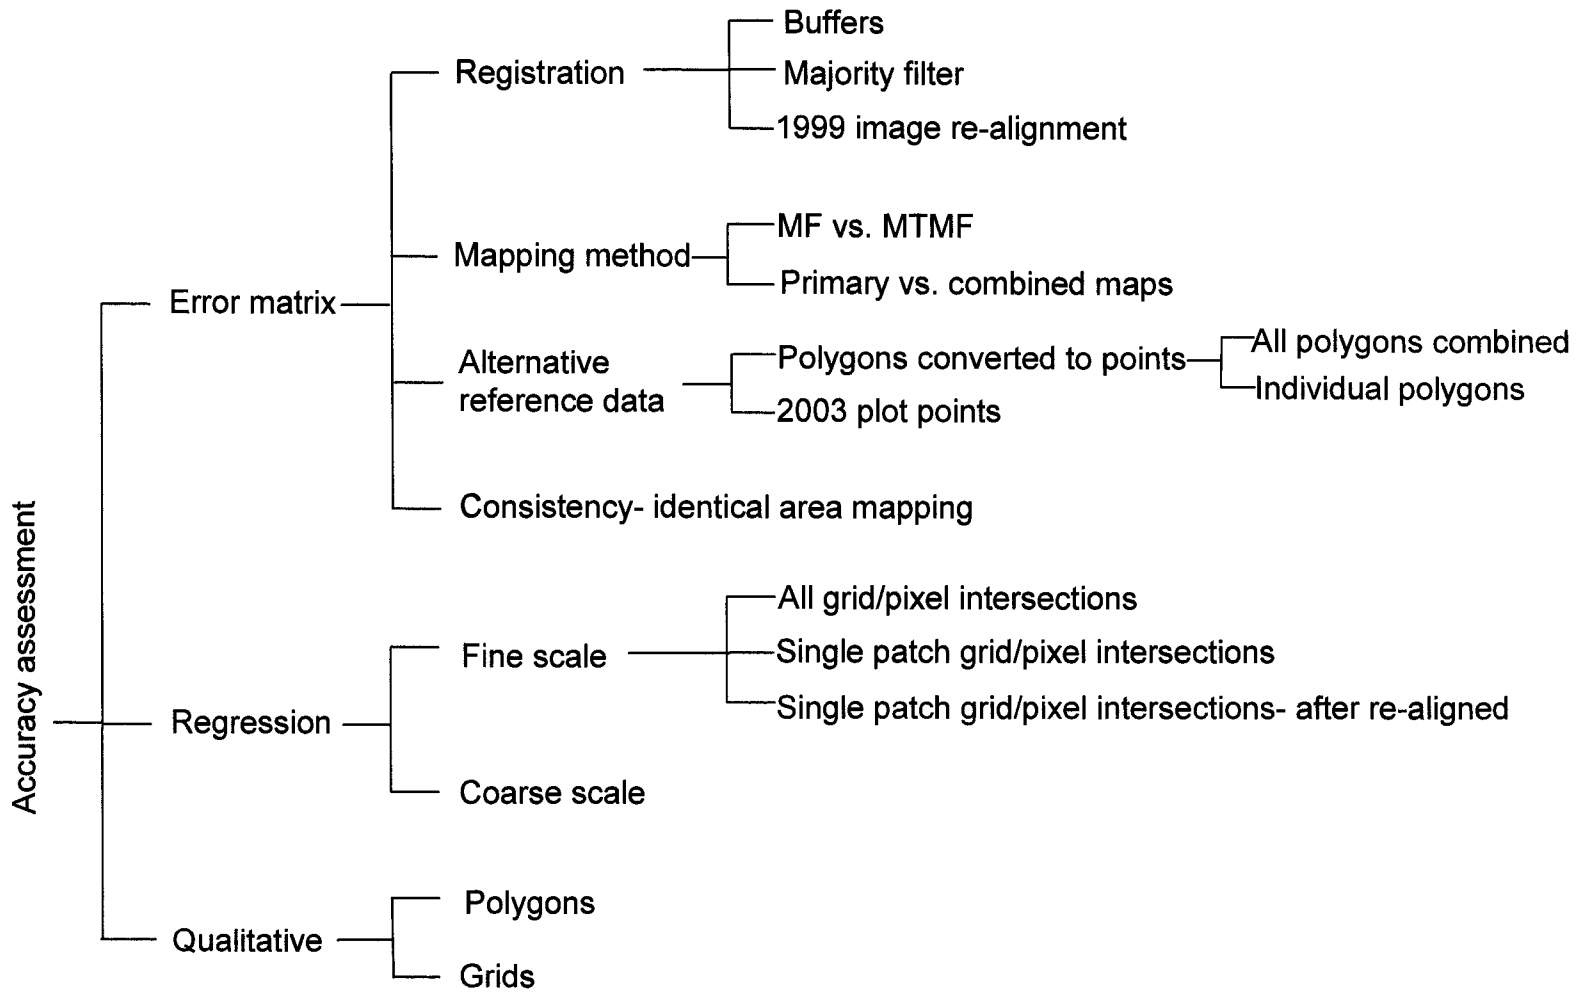 Buffers
Registration
Majority filter
1999 image re-alignment
MF vs. MTMF
Mapping method
Primary vs. combined maps
Error matrix
All polygons combined
Alternative
reference data
Polygons converted to points
Individual polygons
2003 plot points
Consistency- identical area mapping
Accuracy assessment
All grid/pixel intersections
Fine scale
Single patch grid/pixel intersections
Single patch grid/pixel intersections- after re-aligned
Regression
Coarse scale
Polygons
Qualitative
Grids